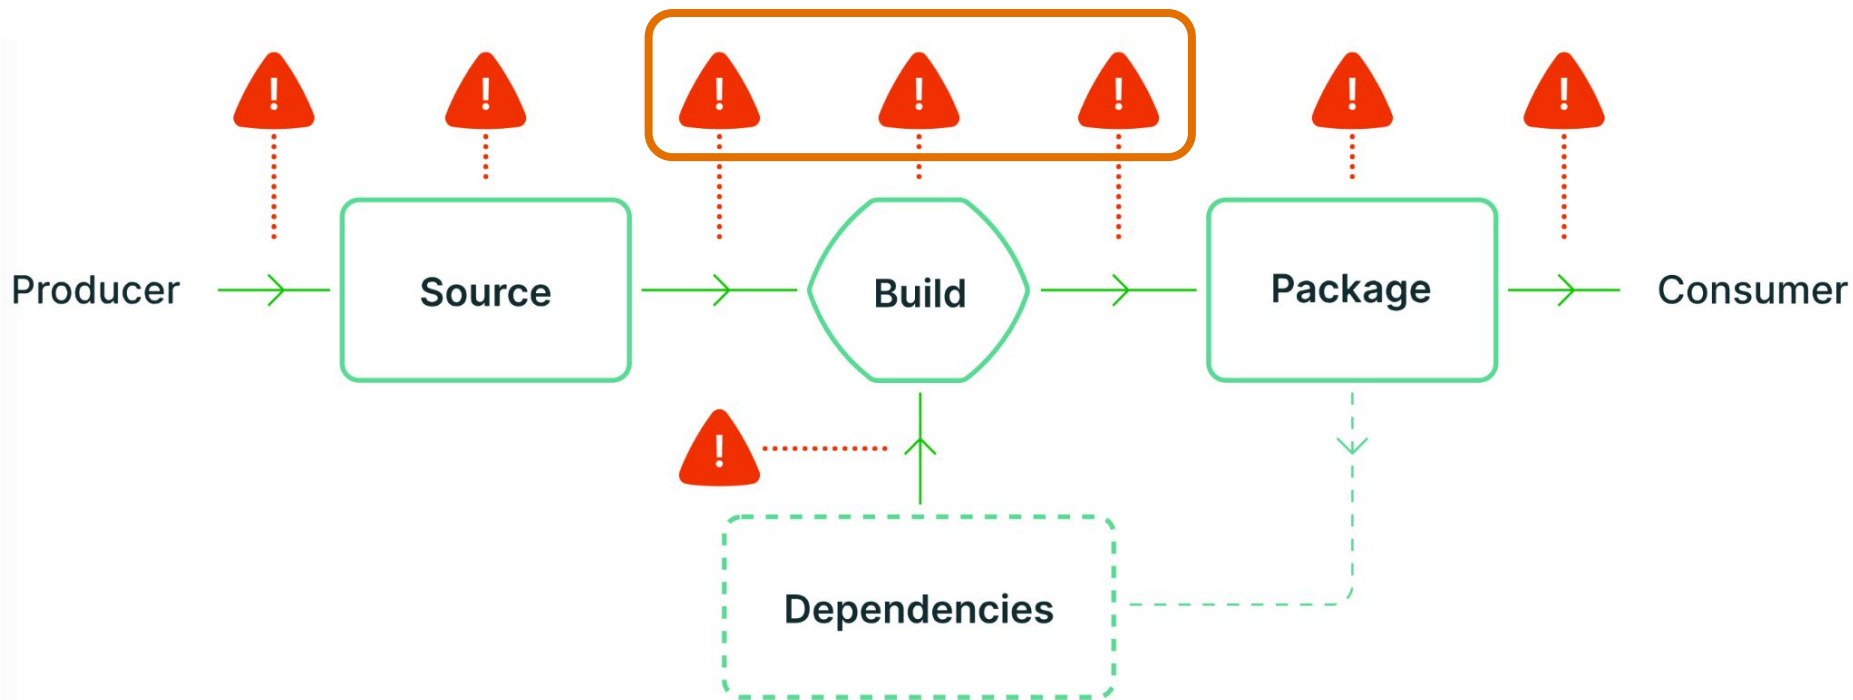 !
!
!
!
!
!
!
Producer
Source
Build
Package
Consumer
!
Dependencies